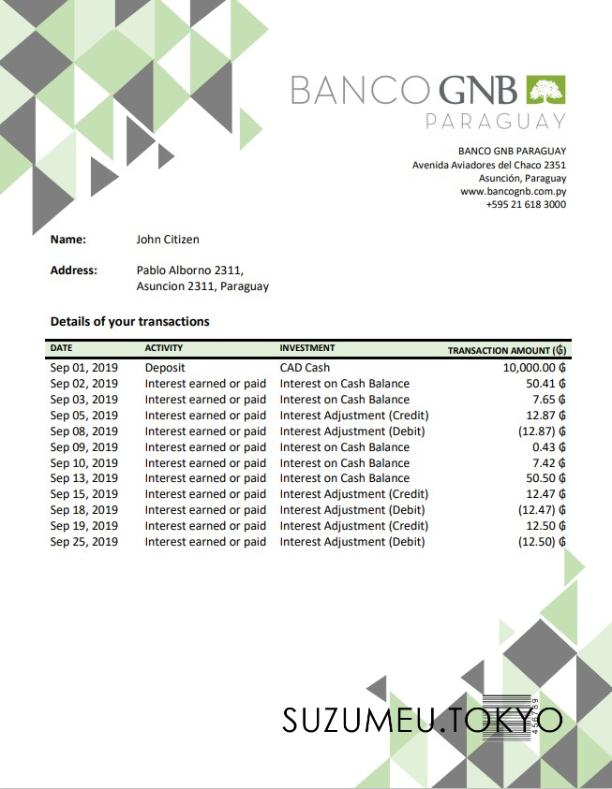 BANCO GNB
PARAGUAY
BANCO GNB PARAGUAY
Avenida Aviadores del Chaco 2351
Asunción, Paraguay
www.bancognb.com.py
+595 21 618 3000
Name: John Citizen
Address: Pablo Alborno 2311,
Asuncion 2311, Paraguay
Details of your transactions
DATE ACTIVITY INVESTMENT TRANSACTION AMOUNT (₲)
Sep 01, 2019 Deposit CAD Cash 10,000.00 ₲
Sep 02, 2019 Interest earned or paid Interest on Cash Balance 50.41 ₲
Sep 03, 2019 Interest earned or paid Interest on Cash Balance 7.65 ₲
Sep 05, 2019 Interest earned or paid Interest Adjustment (Credit) 12.87 ₲
Sep 08, 2019 Interest earned or paid Interest Adjustment (Debit) (12.87) ₲
Sep 09, 2019 Interest earned or paid Interest on Cash Balance 0.43 ₲
Sep 10, 2019 Interest earned or paid Interest on Cash Balance 7.42 ₲
Sep 13, 2019 Interest earned or paid Interest on Cash Balance 50.50 ₲
Sep 15, 2019 Interest earned or paid Interest Adjustment (Credit) 12.47 ₲
Sep 18, 2019 Interest earned or paid Interest Adjustment (Debit) (12.47) ₲
Sep 19, 2019 Interest earned or paid Interest Adjustment (Credit) 12.50 ₲
Sep 25, 2019 Interest earned or paid Interest Adjustment (Debit) (12.50) ₲
SUZUMEU.TOKYO